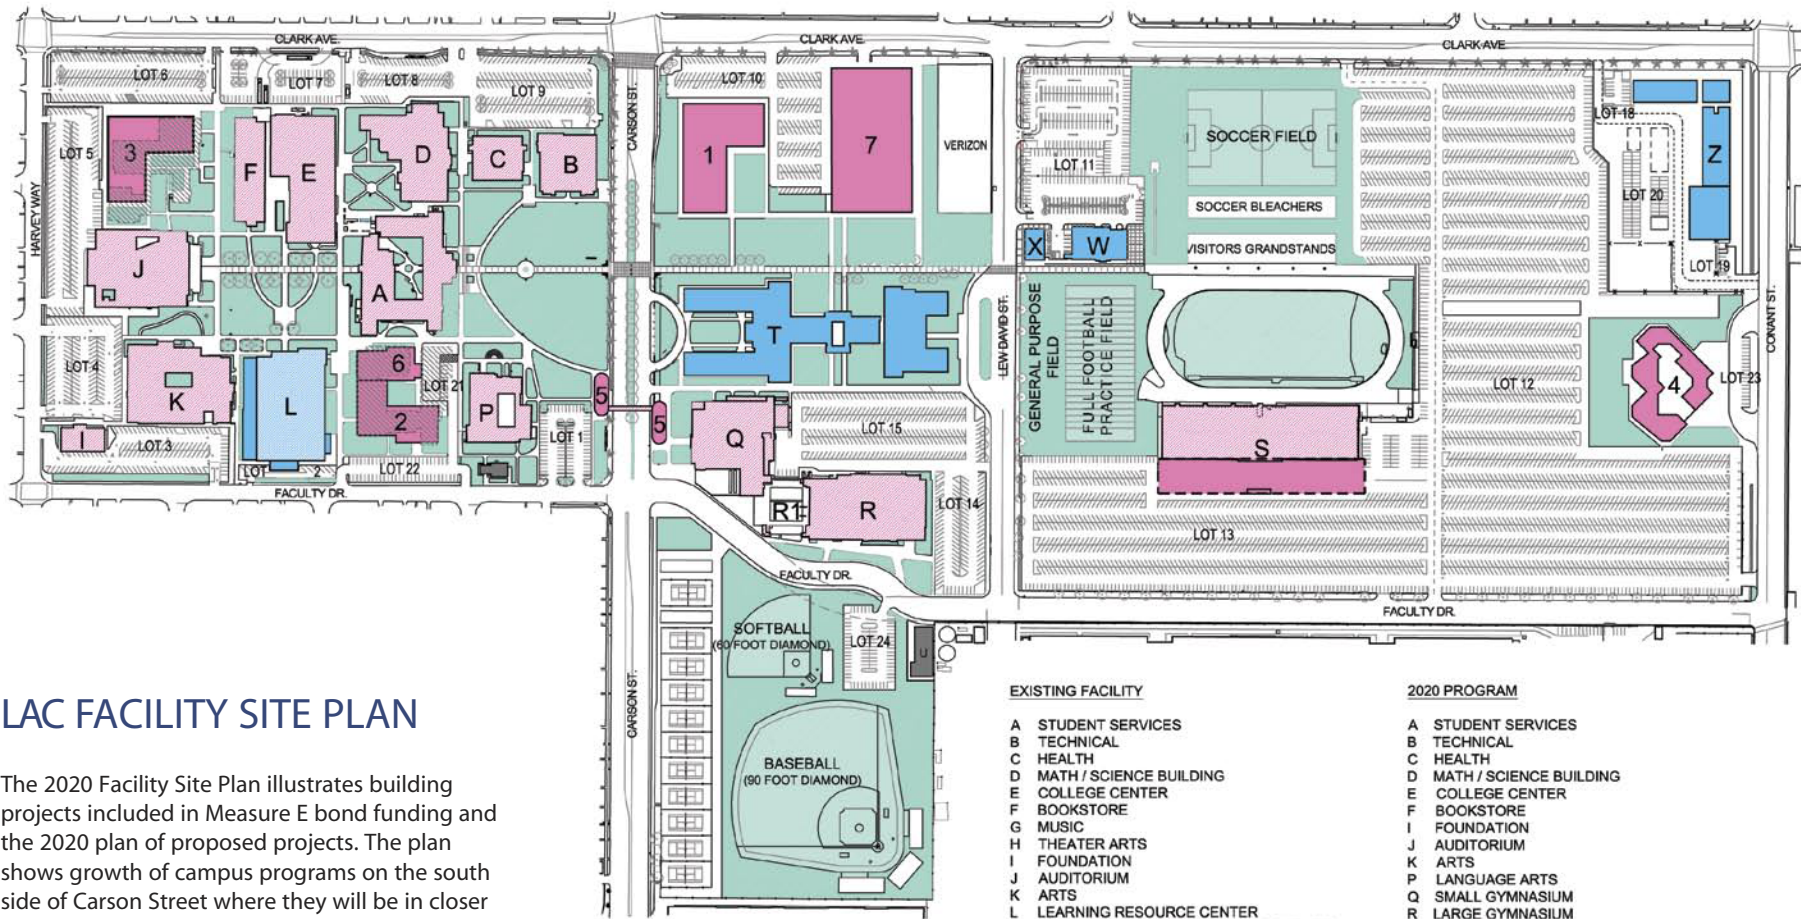 CLARK AVE.
CLARK AVE.
CLARK AVE.
LOT 6
LOT 7
LOT 8
LOT 9
LOT 10
LOT 5
3
F
E
D
C
B
CARSON ST.
1
7
VERIZON
LOT 11
SOCCER FIELD
SOCCER BLEACHERS
VISITORS GRANDSTANDS
LOT 18
Z
LOT 20
LOT 19
HARVEY WAY
J
A
X
W
T
LEW DAVID ST.
GENERAL PURPOSE
FIELD
FULL FOOTBALL
PRACTICE FIELD
CONANT ST.
LOT 4
K
L
6
LOT 21
2
P
5
5
LOT 12
4
LOT 23
I
LOT 3
LOT 2
LOT 22
LOT 1
Q
LOT 15
S
FACULTY DR.
R1
R
LOT 14
LOT 13
FACULTY DR.
FACULTY DR.
SOFTBALL
(60 FOOT DIAMOND)
LOT 24
U
CARSON ST.
BASEBALL
(90 FOOT DIAMOND)
LAC FACILITY SITE PLAN
The 2020 Facility Site Plan illustrates building
projects included in Measure E bond funding and
the 2020 plan of proposed projects. The plan
shows growth of campus programs on the south
side of Carson Street where they will be in closer
EXISTING FACILITY
A STUDENT SERVICES
B TECHNICAL
C HEALTH
D MATH / SCIENCE BUILDING
E COLLEGE CENTER
F BOOKSTORE
G MUSIC
H THEATER ARTS
I FOUNDATION
J AUDITORIUM
K ARTS
L LEARNING RESOURCE CENTER
2020 PROGRAM
A STUDENT SERVICES
B TECHNICAL
C HEALTH
D MATH / SCIENCE BUILDING
E COLLEGE CENTER
F BOOKSTORE
I FOUNDATION
J AUDITORIUM
K ARTS
P LANGUAGE ARTS
Q SMALL GYMNASIUM
R LARGE GYMNASIUM